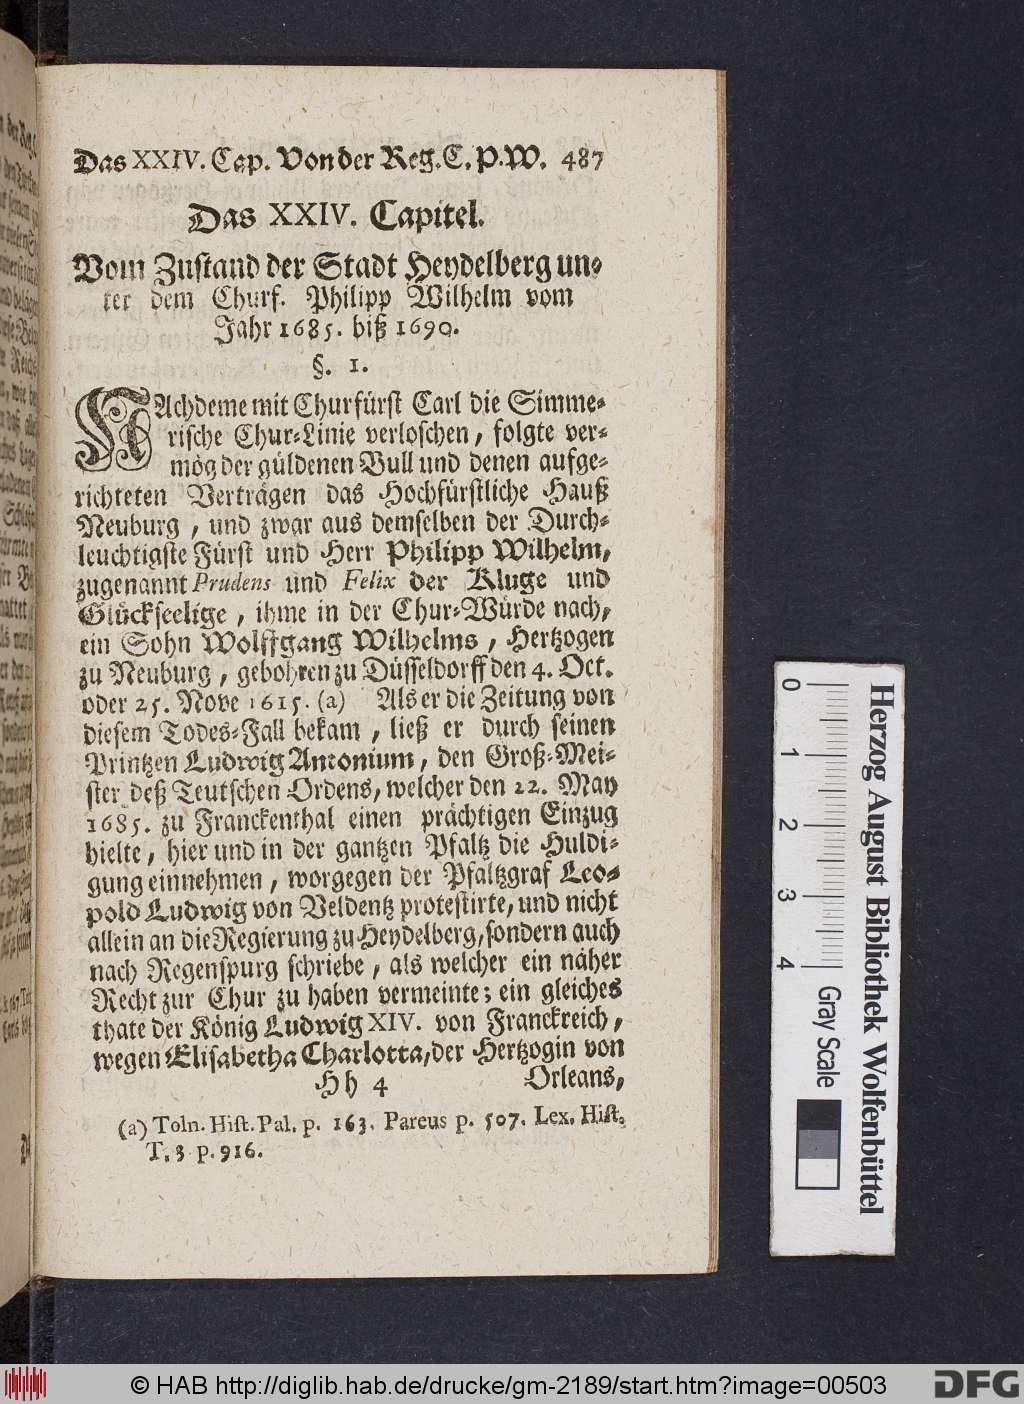 Das XXIV. Cap. Von der Reg. C. P. W. 487
Das XXIV. Capitel.
Vom Zustand der Stadt Heydelberg un-
ter dem Churf. Philipp Wilhelm vom
Jahr 1685. biß 1690.
§. 1.
NAchdeme mit Churfürst Carl die Simme-
rische Chur-Linie verloschen, folgte ver-
mög der güldenen Bull und denen aufge-
richteten Verträgen das Hochfürstliche Hauß
Neuburg, und zwar aus demselben der Durch-
leuchtigste Fürst und Herr Philipp Wilhelm,
zugenannt Prudens und Felix der Kluge und
Glückseelige, ihme in der Chur-Würde nach,
ein Sohn Wolffgang Wilhelms, Hertzogen
zu Neuburg, gebohren zu Düsseldorff den 4. Oct.
oder 25. Nove 1615. (a) Als er die Zeitung von
diesem Todes-Fall bekam, ließ er durch seinen
Printzen Ludwig Antonium, den Groß-Mei-
ster deß Teutschen Ordens, welcher den 22. May
1685. zu Franckenthal einen prächtigen Einzug
hielte, hier und in der gantzen Pfaltz die Huldi-
gung einnehmen, worgegen der Pfaltzgraf Leo-
pold Ludwig von Veldentz protestirte, und nicht
allein an die Regierung zu Heydelberg, sondern auch
nach Regenspurg schriebe, als welcher ein näher
Recht zur Chur zu haben vermeinte; ein gleiches
thate der König Ludwig XIV. von Franckreich,
wegen Elisabetha Charlotta, der Hertzogin von
Hh 4 Orleans,
(a) Toln. Hist. Pal. p. 163. Pareus p. 507. Lex. Hist.
T. 3 p. 916.
Herzog August Bibliothek Wolfenbüttel
0 1 2 3 4
Gray Scale
© HAB http://diglib.hab.de/drucke/gm-2189/start.htm?image=00503
DFG